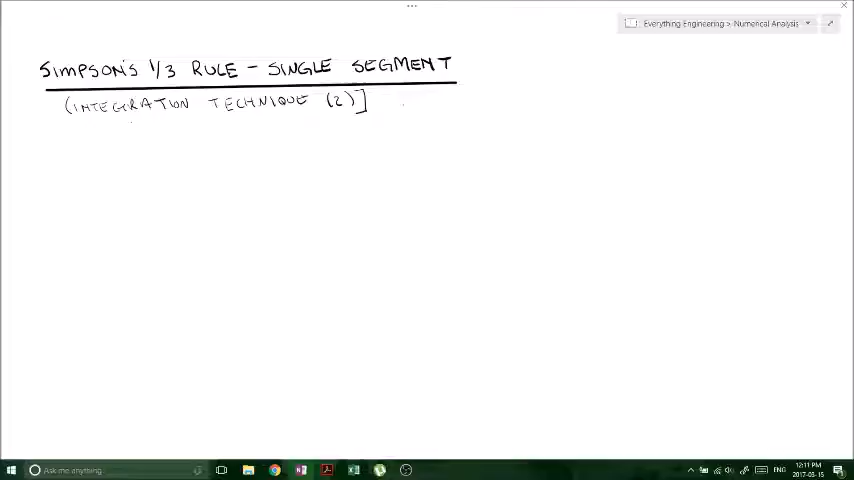 Everything Engineering > Numerical Analysis
SIMPSON'S 1/3 RULE - SINGLE SEGMENT
(INTEGRATION TECHNIQUE (2)]
Ask me anything
ENG
12:11 PM
2017-03-15